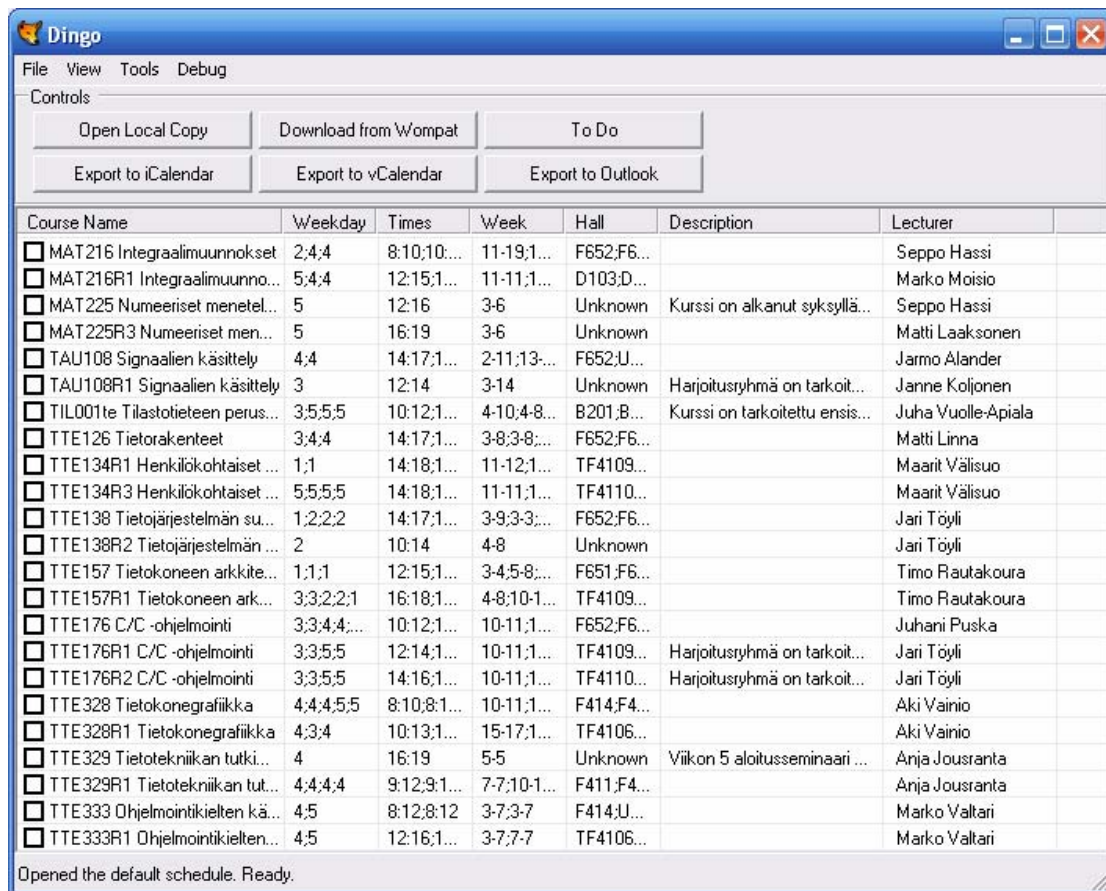 Dingo
File View Tools Debug
Controls
Open Local Copy Download from Wompat To Do
Export to iCalendar Export to vCalendar Export to Outlook
Course Name Weekday Times Week Hall Description Lecturer
MAT216 Integraalimuunnokset 2;4;4 8:10;10:... 11-19;1... F652;F6... Seppo Hassi
MAT216R1 Integraalimuunno... 5;4;4 12:15;1... 11-11;1... D103;D... Marko Moisio
MAT225 Numeeriset menetel... 5 12:16 3-6 Unknown Kurssi on alkanut syksyllä... Seppo Hassi
MAT225R3 Numeeriset men... 5 16:19 3-6 Unknown Matti Laaksonen
TAU108 Signaalien käsittely 4;4 14:17;1... 2-11;13-... F652;U... Jarmo Alander
TAU108R1 Signaalien käsittely 3 12:14 3-14 Unknown Harjoitusryhmä on tarkoit... Janne Koljonen
TIL001te Tilastotieteen perus... 3;5;5;5 10:12;1... 4-10;4-8... B201;B... Kurssi on tarkoitettu ensis... Juha Vuolle-Apiala
TTE126 Tietorakenteet 3;4;4 14:17;1... 3-8;3-8;... F652;F6... Matti Linna
TTE134R1 Henkilökohtaiset ... 1;1 14:18;1... 11-12;1... TF4109... Maarit Välisuo
TTE134R3 Henkilökohtaiset ... 5;5;5;5 14:18;1... 11-11;1... TF4110... Maarit Välisuo
TTE138 Tietojärjestelmän su... 1;2;2;2 14:17;1... 3-9;3-3;... F652;F6... Jari Töyli
TTE138R2 Tietojärjestelmän ... 2 10:14 4-8 Unknown Jari Töyli
TTE157 Tietokoneen arkkite... 1;1;1 12:15;1... 3-4;5-8;... F651;F6... Timo Rautakoura
TTE157R1 Tietokoneen ark... 3;3;2;2;1 16:18;1... 4-8;10-1... TF4109... Timo Rautakoura
TTE176 C/C -ohjelmointi 3;3;4;4;... 10:12;1... 10-11;1... F652;F6... Juhani Puska
TTE176R1 C/C -ohjelmointi 3;3;5;5 12:14;1... 10-11;1... TF4109... Harjoitusryhmä on tarkoit... Jari Töyli
TTE176R2 C/C -ohjelmointi 3;3;5;5 14:16;1... 10-11;1... TF4110... Harjoitusryhmä on tarkoit... Jari Töyli
TTE328 Tietokonegrafiikka 4;4;4;5;5 8:10;8:1... 10-11;1... F414;F4... Aki Vainio
TTE328R1 Tietokonegrafiikka 4;3;4 10:13;1... 15-17;1... TF4106... Aki Vainio
TTE329 Tietotekniikan tutki... 4 16:19 5-5 Unknown Viikon 5 aloitusseminaari ... Anja Jousranta
TTE329R1 Tietotekniikan tut... 4;4;4;4 9:12;9:1... 7-7;10-1... F411;F4... Anja Jousranta
TTE333 Ohjelmointikielten kä... 4;5 8:12;8:12 3-7;3-7 F414;U... Marko Valtari
TTE333R1 Ohjelmointikielten... 4;5 12:16;1... 3-7;7-7 TF4106... Marko Valtari
Opened the default schedule. Ready.